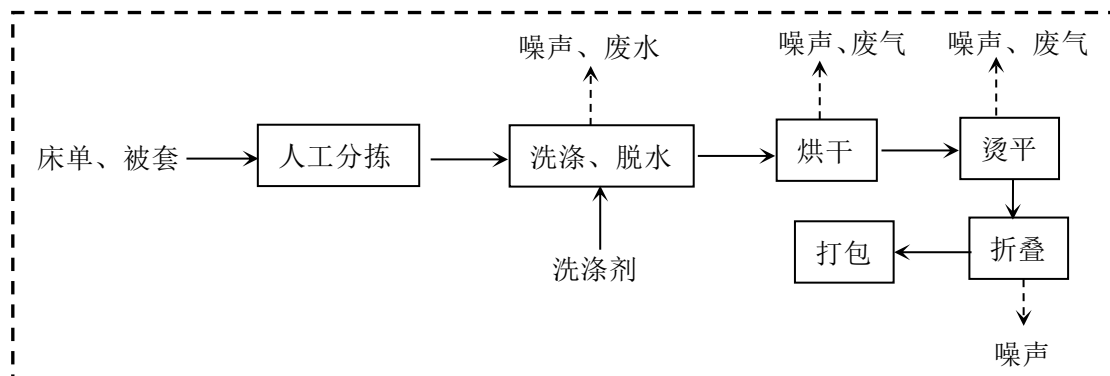 噪声、废水
噪声、废气
噪声、废气
床单、被套
人工分拣
洗涤、脱水
烘干
烫平
洗涤剂
打包
折叠
噪声